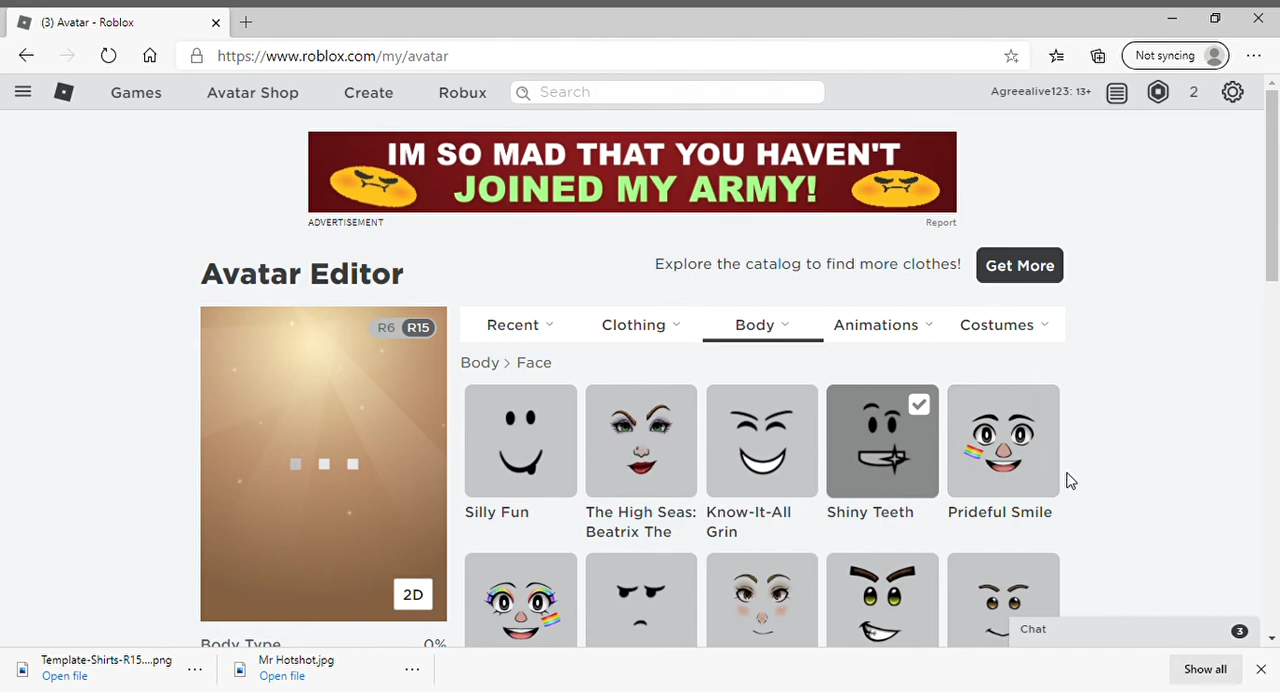 (3) Avatar - Roblox
https://www.roblox.com/my/avatar
Not syncing
Games
Avatar Shop
Create
Robux
Search
Agreealive123: 13+
2
IM SO MAD THAT YOU HAVEN'T
JOINED MY ARMY!
ADVERTISEMENT
Report
Avatar Editor
Explore the catalog to find more clothes!
Get More
R6
R15
Recent
Clothing
Body
Animations
Costumes
Body > Face
Silly Fun
The High Seas:
Beatrix The
Know-It-All
Grin
Shiny Teeth
Prideful Smile
2D
Body Type
0%
Chat
3
Template-Shirts-R15....png
Open file
Mr Hotshot.jpg
Open file
Show all